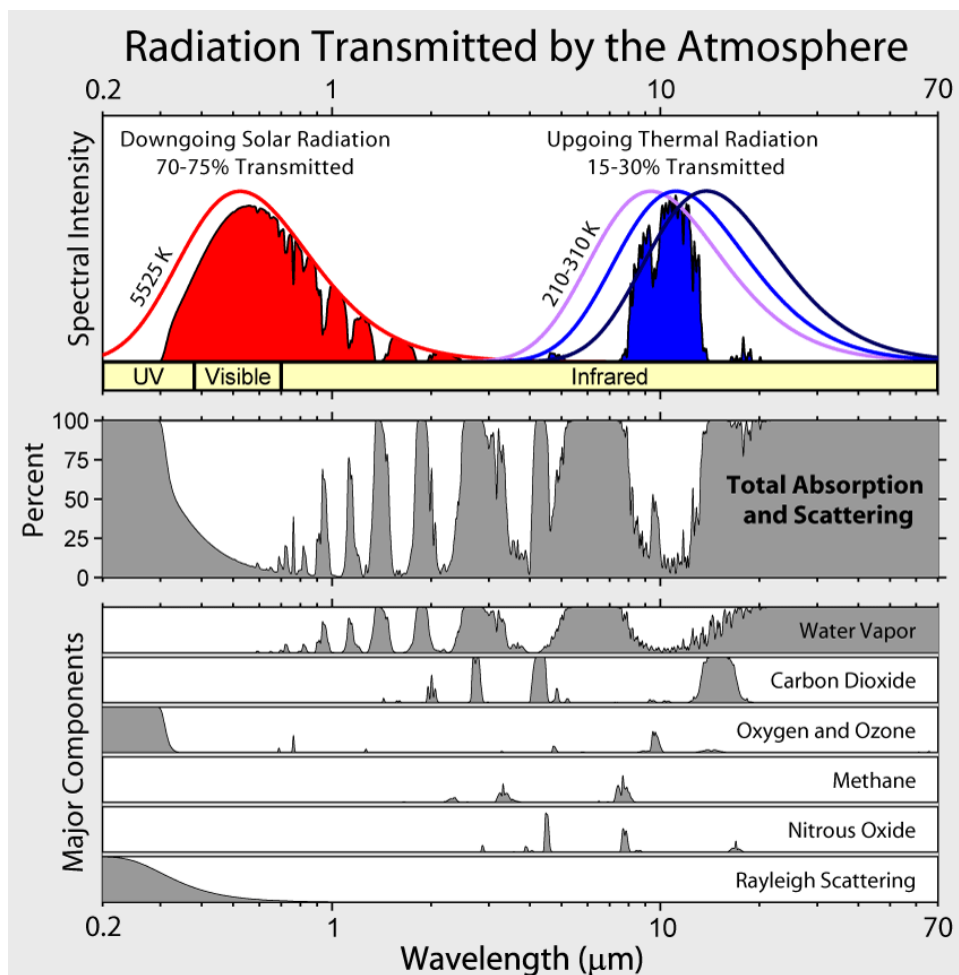 Radiation Transmitted by the Atmosphere
0.2 1 10 70
Spectral Intensity
Downgoing Solar Radiation
70-75% Transmitted
Upgoing Thermal Radiation
15-30% Transmitted
5525 K
210-310 K
UV Visible Infrared
Percent
100
75
50
25
0
Total Absorption
and Scattering
Major Components
Water Vapor
Carbon Dioxide
Oxygen and Ozone
Methane
Nitrous Oxide
Rayleigh Scattering
0.2 1 10 70
Wavelength (μm)